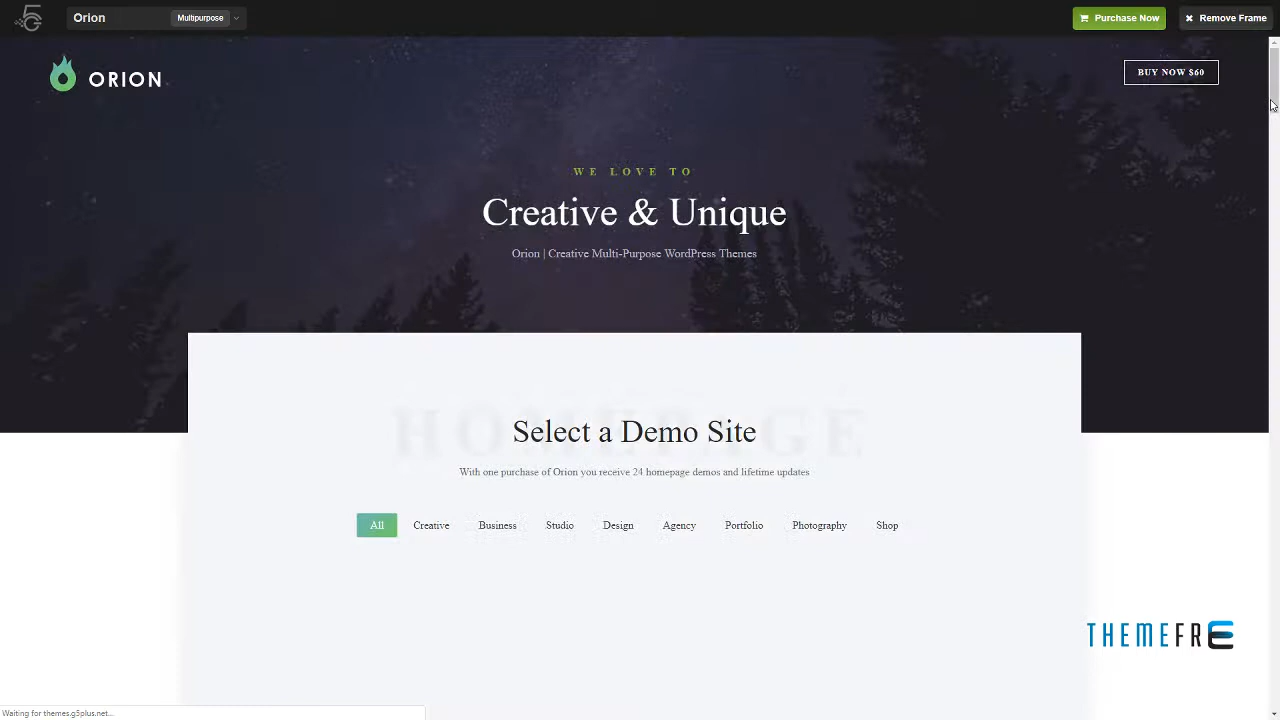 5G
Orion
Multipurpose
Purchase Now
Remove Frame
ORION
BUY NOW $60
WE LOVE TO
Creative & Unique
Orion | Creative Multi-Purpose WordPress Themes
HOMEPAGE
Select a Demo Site
With one purchase of Orion you receive 24 homepage demos and lifetime updates
All Creative Business Studio Design Agency Portfolio Photography Shop
THEMEFRE
Waiting for themes.g5plus.net...